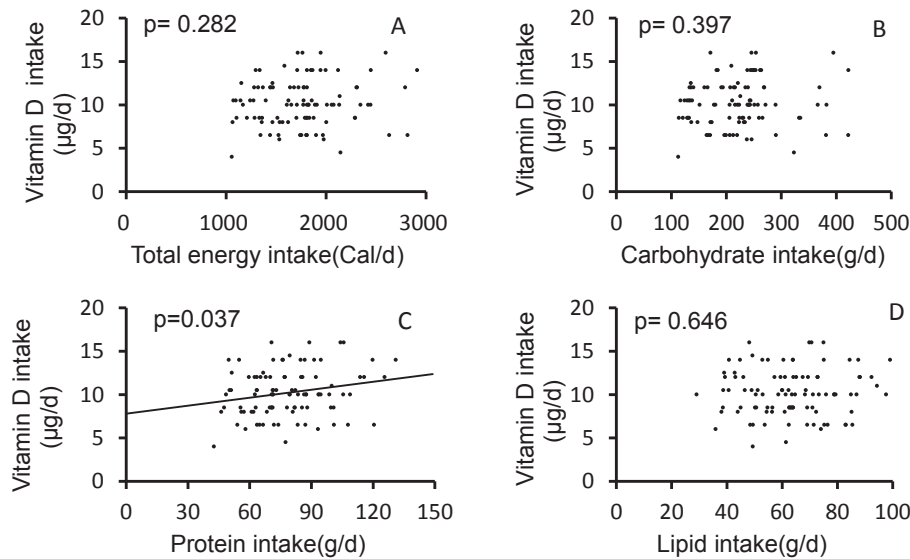 p= 0.282
A
Vitamin D intake
(µg/d)
20
15
10
5
0
0 1000 2000 3000
Total energy intake(Cal/d)
p= 0.397
B
Vitamin D intake
(µg/d)
20
15
10
5
0
0 100 200 300 400 500
Carbohydrate intake(g/d)
p=0.037
C
Vitamin D intake
(µg/d)
20
15
10
5
0
0 30 60 90 120 150
Protein intake(g/d)
p= 0.646
D
Vitamin D intake
(µg/d)
20
15
10
5
0
0 20 40 60 80 100
Lipid intake(g/d)